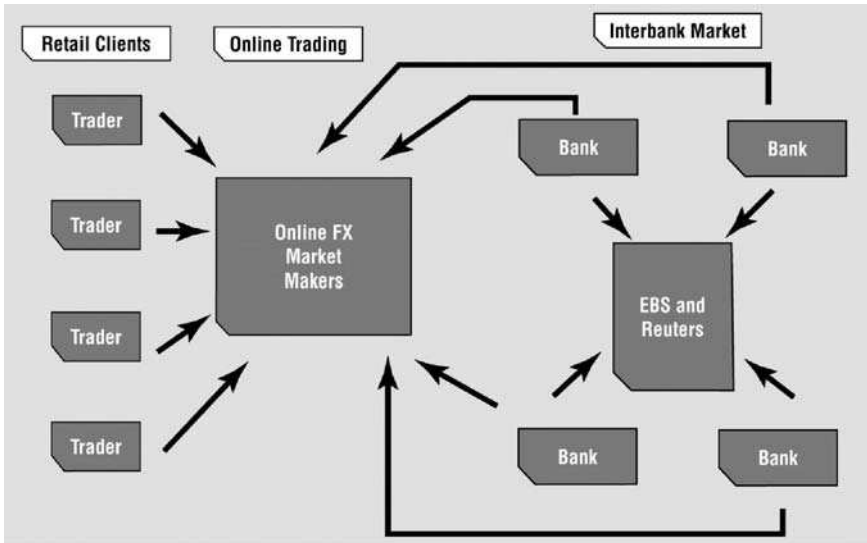 Retail Clients
Online Trading
Interbank Market
Trader
Trader
Trader
Trader
Online FX
Market
Makers
Bank
Bank
EBS and
Reuters
Bank
Bank